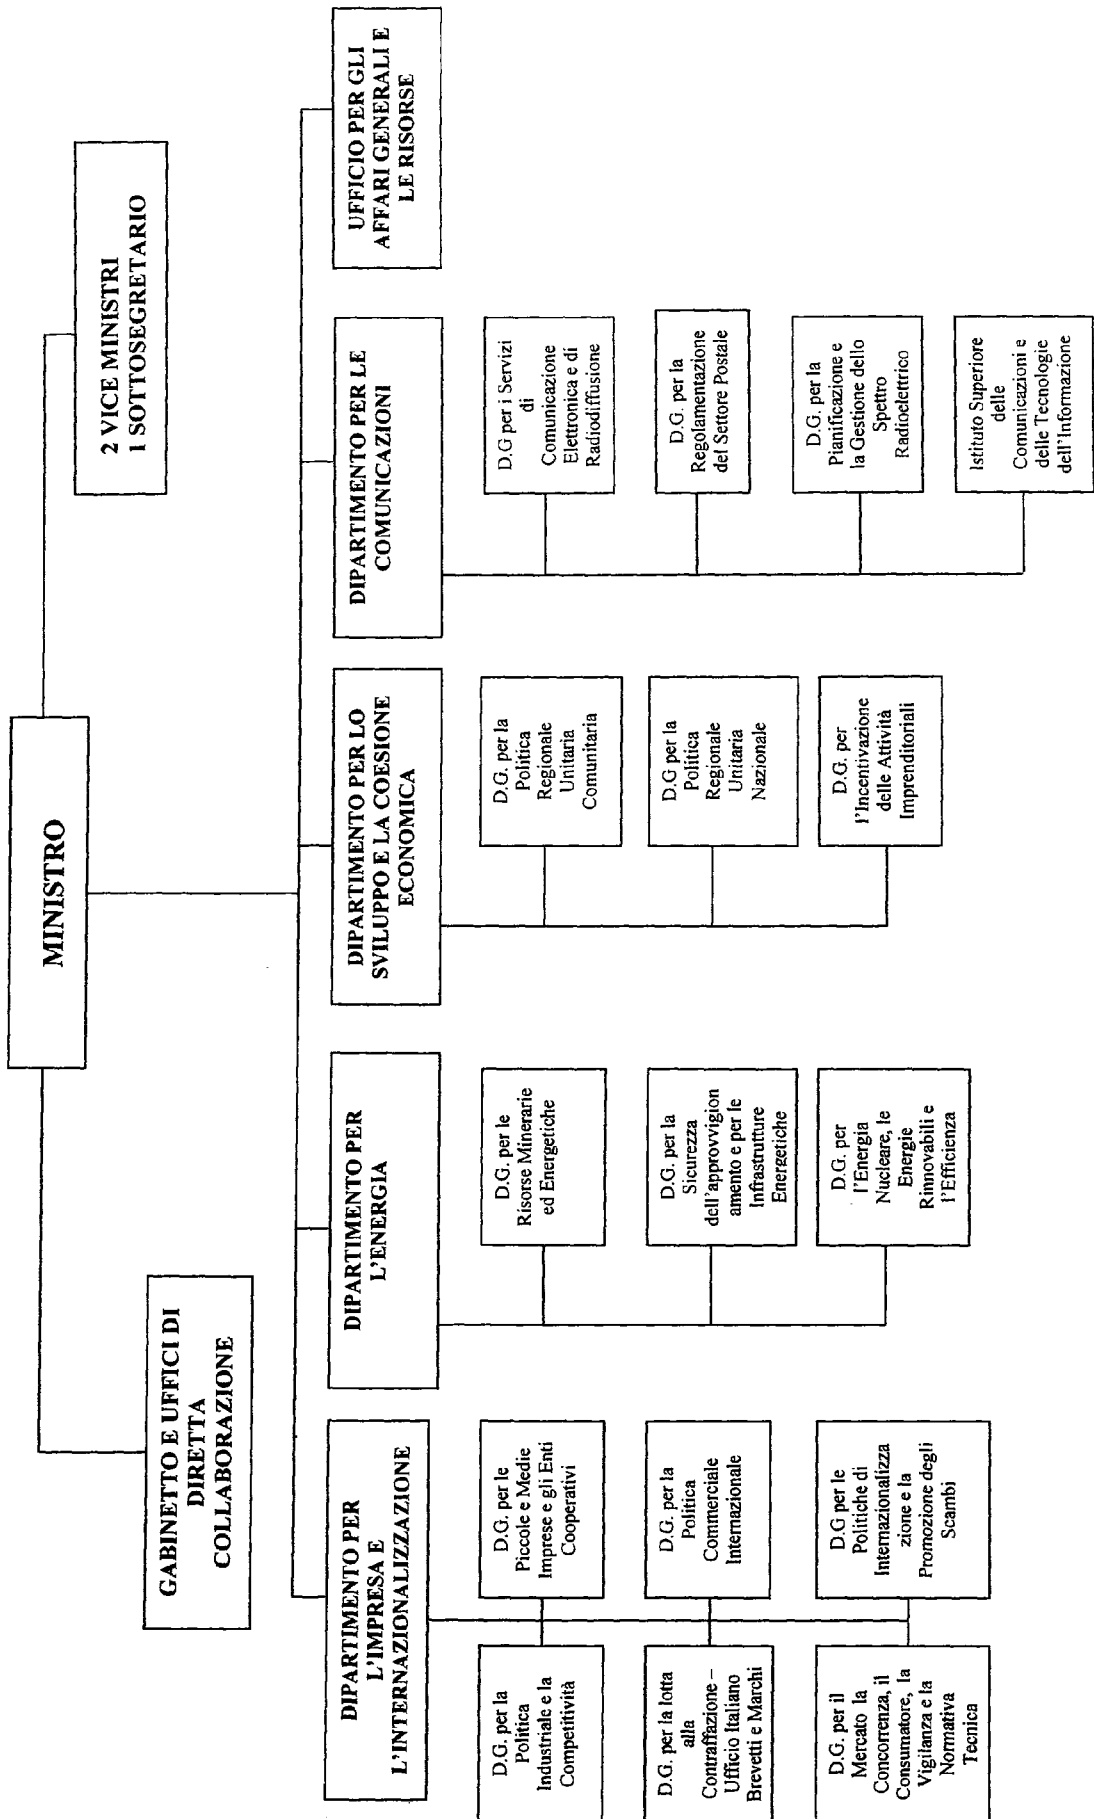 MINISTRO
2 VICE MINISTRI
1 SOTTOSEGRETARIO
GABINETTO E UFFICI DI
DIRETTA
COLLABORAZIONE
DIPARTIMENTO PER
L'IMPRESA E
L'INTERNAZIONALIZZAZIONE
DIPARTIMENTO PER
L'ENERGIA
DIPARTIMENTO PER LO
SVILUPPO E LA COESIONE
ECONOMICA
DIPARTIMENTO PER LE
COMUNICAZIONI
UFFICIO PER GLI
AFFARI GENERALI E
LE RISORSE
D.G. per la
Politica
Industriale e la
Competitività
D.G. per le
Piccole e Medie
Imprese e gli Enti
Cooperativi
D.G. per la lotta
alla
Contraffazione –
Ufficio Italiano
Brevetti e Marchi
D.G. per la
Politica
Commerciale
Internazionale
D.G. per il
Mercato la
Concorrenza, il
Consumatore, la
Vigilanza e la
Normativa
Tecnica
D.G per le
Politiche di
Internazionalizza
zione e la
Promozione degli
Scambi
D.G. per le
Risorse Minerarie
ed Energetiche
D.G. per la
Sicurezza
dell'approvvigion
amento e per le
Infrastrutture
Energetiche
D.G. per
l'Energia
Nucleare, le
Energie
Rinnovabili e
l'Efficienza
D.G. per la
Politica
Regionale
Unitaria
Comunitaria
D.G per la
Politica
Regionale
Unitaria
Nazionale
D.G. per
l'Incentivazione
delle Attività
Imprenditoriali
D.G per i Servizi
di
Comunicazione
Elettronica e di
Radiodiffusione
D.G. per la
Regolamentazione
del Settore Postale
D.G. per la
Pianificazione e
la Gestione dello
Spettro
Radioelettrico
Istituto Superiore
delle
Comunicazioni e
delle Tecnologie
dell'Informazione